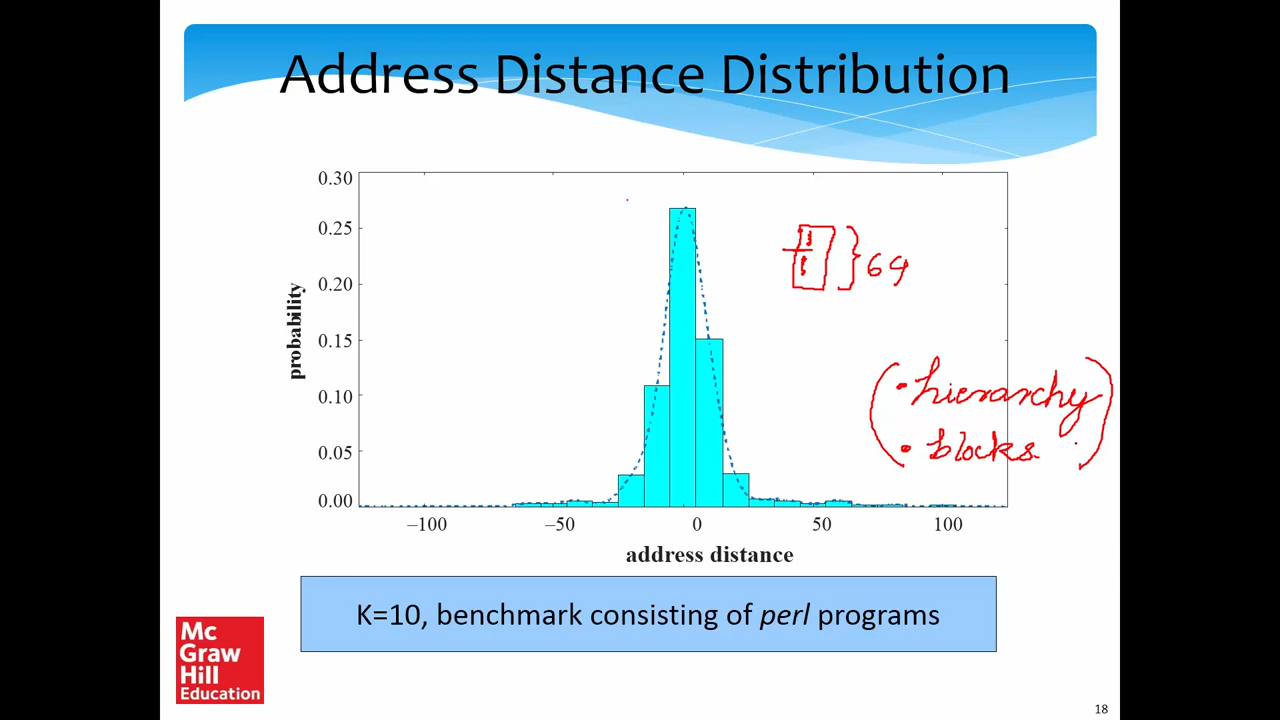 Address Distance Distribution
0.30
0.25
0.20
0.15
0.10
0.05
0.00
probability
−100
−50
0
50
100
address distance
64
• hierarchy
• blocks
K=10, benchmark consisting of perl programs
Mc
Graw
Hill
Education
18